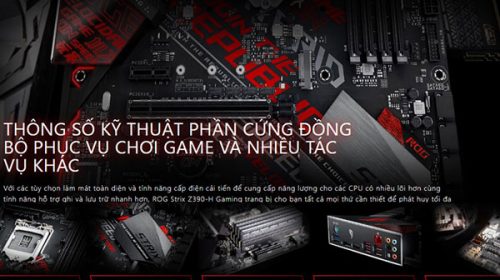 THÔNG SỐ KỸ THUẬT PHẦN CỨNG ĐỒNG
BỘ PHỤC VỤ CHƠI GAME VÀ NHIỀU TÁC
VỤ KHÁC
Với các tùy chọn làm mát toàn diện và tính năng cấp điện cải tiến để cung cấp năng lượng cho các CPU có nhiều lõi hơn cùng
tính năng hỗ trợ ghi và lưu trữ nhanh hơn, ROG Strix Z390-H Gaming trang bị cho bạn tất cả mọi thứ cần thiết để phát huy tối đa
ROG
STRIX